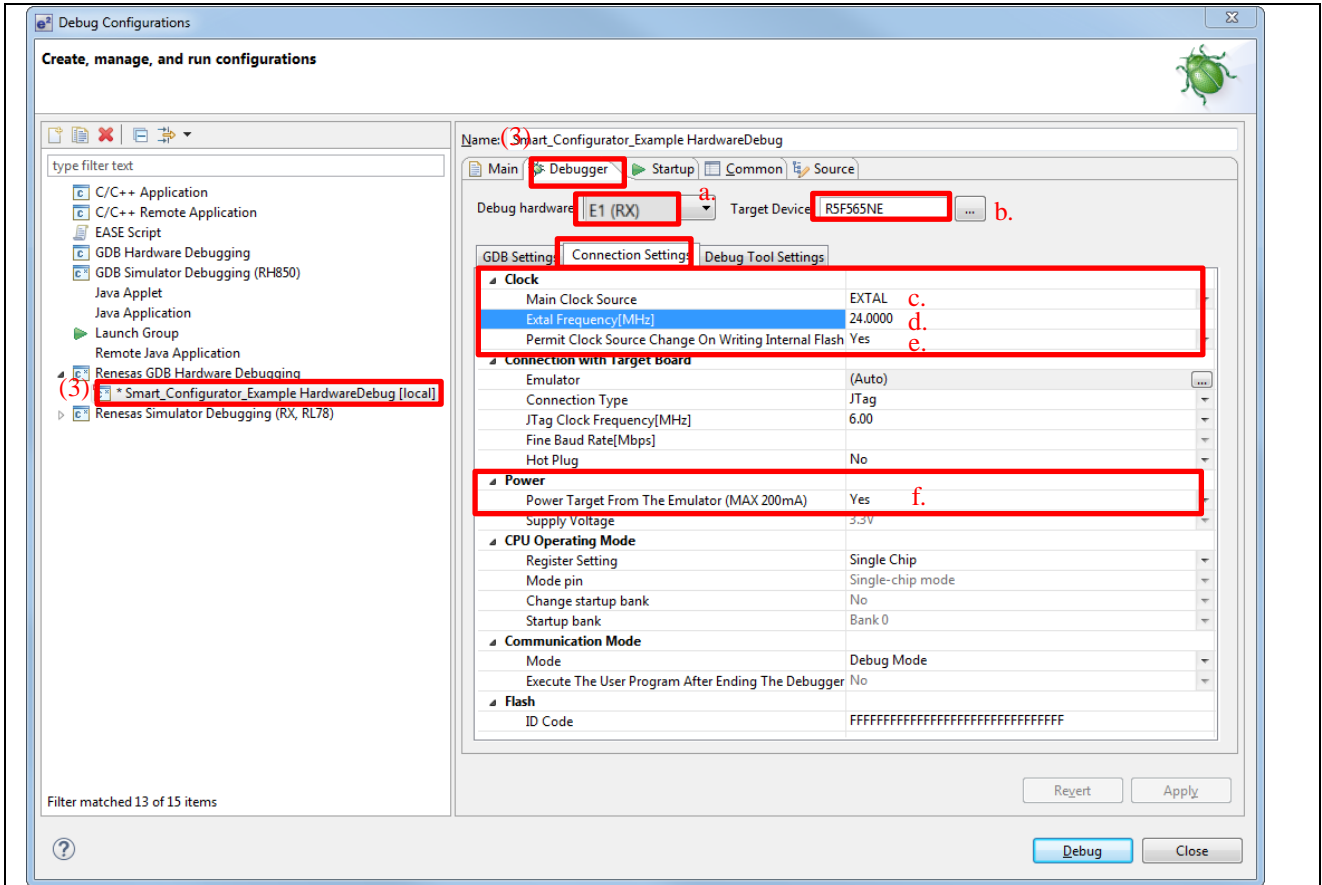 e² Debug Configurations
Create, manage, and run configurations
Name: (3) Smart_Configurator_Example HardwareDebug
type filter text
C/C++ Application
C/C++ Remote Application
EASE Script
GDB Hardware Debugging
GDB Simulator Debugging (RH850)
Java Applet
Java Application
Launch Group
Remote Java Application
Renesas GDB Hardware Debugging
(3) * Smart_Configurator_Example HardwareDebug [local]
Renesas Simulator Debugging (RX, RL78)
Filter matched 13 of 15 items
Main Debugger Startup Common Source
Debug hardware: E1 (RX) a. Target Device: R5F565NE ... b.
GDB Settings Connection Settings Debug Tool Settings
Clock
Main Clock Source EXTAL c.
Extal Frequency[MHz] 24.0000 d.
Permit Clock Source Change On Writing Internal Flash Yes e.
Connection with Target Board
Emulator (Auto) ...
Connection Type JTag
JTag Clock Frequency[MHz] 6.00
Fine Baud Rate[Mbps]
Hot Plug No
Power
Power Target From The Emulator (MAX 200mA) Yes f.
Supply Voltage 3.3V
CPU Operating Mode
Register Setting Single Chip
Mode pin Single-chip mode
Change startup bank No
Startup bank Bank 0
Communication Mode
Mode Debug Mode
Execute The User Program After Ending The Debugger No
Flash
ID Code FFFFFFFFFFFFFFFFFFFFFFFFFFFFFFFF
Revert Apply
? Debug Close